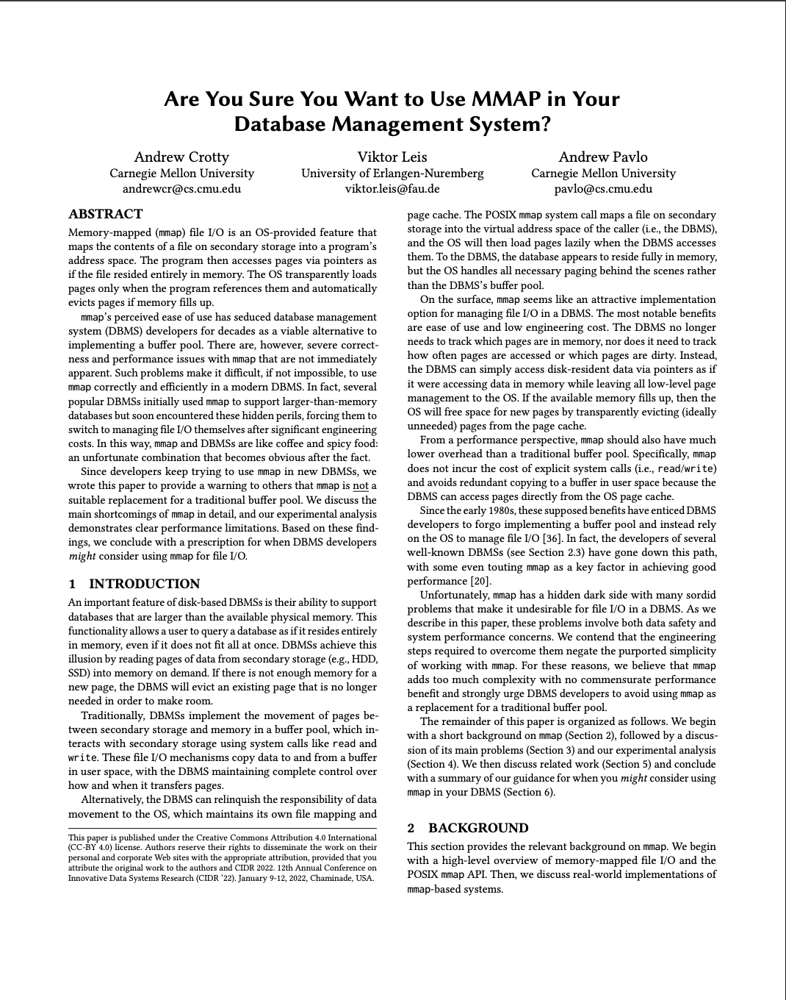 Are You Sure You Want to Use MMAP in Your
Database Management System?
Andrew Crotty
Carnegie Mellon University
andrewcr@cs.cmu.edu
Viktor Leis
University of Erlangen-Nuremberg
viktor.leis@fau.de
Andrew Pavlo
Carnegie Mellon University
pavlo@cs.cmu.edu
ABSTRACT
Memory-mapped (mmap) file I/O is an OS-provided feature that
maps the contents of a file on secondary storage into a program's
address space. The program then accesses pages via pointers as
if the file resided entirely in memory. The OS transparently loads
pages only when the program references them and automatically
evicts pages if memory fills up.
mmap's perceived ease of use has seduced database management
system (DBMS) developers for decades as a viable alternative to
implementing a buffer pool. There are, however, severe correct-
ness and performance issues with mmap that are not immediately
apparent. Such problems make it difficult, if not impossible, to use
mmap correctly and efficiently in a modern DBMS. In fact, several
popular DBMSs initially used mmap to support larger-than-memory
databases but soon encountered these hidden perils, forcing them to
switch to managing file I/O themselves after significant engineering
costs. In this way, mmap and DBMSs are like coffee and spicy food:
an unfortunate combination that becomes obvious after the fact.
Since developers keep trying to use mmap in new DBMSs, we
wrote this paper to provide a warning to others that mmap is not a
suitable replacement for a traditional buffer pool. We discuss the
main shortcomings of mmap in detail, and our experimental analysis
demonstrates clear performance limitations. Based on these find-
ings, we conclude with a prescription for when DBMS developers
might consider using mmap for file I/O.
1 INTRODUCTION
An important feature of disk-based DBMSs is their ability to support
databases that are larger than the available physical memory. This
functionality allows a user to query a database as if it resides entirely
in memory, even if it does not fit all at once. DBMSs achieve this
illusion by reading pages of data from secondary storage (e.g., HDD,
SSD) into memory on demand. If there is not enough memory for a
new page, the DBMS will evict an existing page that is no longer
needed in order to make room.
Traditionally, DBMSs implement the movement of pages be-
tween secondary storage and memory in a buffer pool, which in-
teracts with secondary storage using system calls like read and
write. These file I/O mechanisms copy data to and from a buffer
in user space, with the DBMS maintaining complete control over
how and when it transfers pages.
Alternatively, the DBMS can relinquish the responsibility of data
movement to the OS, which maintains its own file mapping and
This paper is published under the Creative Commons Attribution 4.0 International
(CC-BY 4.0) license. Authors reserve their rights to disseminate the work on their
personal and corporate Web sites with the appropriate attribution, provided that you
attribute the original work to the authors and CIDR 2022. 12th Annual Conference on
Innovative Data Systems Research (CIDR '22). January 9-12, 2022, Chaminade, USA.
page cache. The POSIX mmap system call maps a file on secondary
storage into the virtual address space of the caller (i.e., the DBMS),
and the OS will then load pages lazily when the DBMS accesses
them. To the DBMS, the database appears to reside fully in memory,
but the OS handles all necessary paging behind the scenes rather
than the DBMS's buffer pool.
On the surface, mmap seems like an attractive implementation
option for managing file I/O in a DBMS. The most notable benefits
are ease of use and low engineering cost. The DBMS no longer
needs to track which pages are in memory, nor does it need to track
how often pages are accessed or which pages are dirty. Instead,
the DBMS can simply access disk-resident data via pointers as if
it were accessing data in memory while leaving all low-level page
management to the OS. If the available memory fills up, then the
OS will free space for new pages by transparently evicting (ideally
unneeded) pages from the page cache.
From a performance perspective, mmap should also have much
lower overhead than a traditional buffer pool. Specifically, mmap
does not incur the cost of explicit system calls (i.e., read/write)
and avoids redundant copying to a buffer in user space because the
DBMS can access pages directly from the OS page cache.
Since the early 1980s, these supposed benefits have enticed DBMS
developers to forgo implementing a buffer pool and instead rely
on the OS to manage file I/O [36]. In fact, the developers of several
well-known DBMSs (see Section 2.3) have gone down this path,
with some even touting mmap as a key factor in achieving good
performance [20].
Unfortunately, mmap has a hidden dark side with many sordid
problems that make it undesirable for file I/O in a DBMS. As we
describe in this paper, these problems involve both data safety and
system performance concerns. We contend that the engineering
steps required to overcome them negate the purported simplicity
of working with mmap. For these reasons, we believe that mmap
adds too much complexity with no commensurate performance
benefit and strongly urge DBMS developers to avoid using mmap as
a replacement for a traditional buffer pool.
The remainder of this paper is organized as follows. We begin
with a short background on mmap (Section 2), followed by a discus-
sion of its main problems (Section 3) and our experimental analysis
(Section 4). We then discuss related work (Section 5) and conclude
with a summary of our guidance for when you might consider using
mmap in your DBMS (Section 6).
2 BACKGROUND
This section provides the relevant background on mmap. We begin
with a high-level overview of memory-mapped file I/O and the
POSIX mmap API. Then, we discuss real-world implementations of
mmap-based systems.